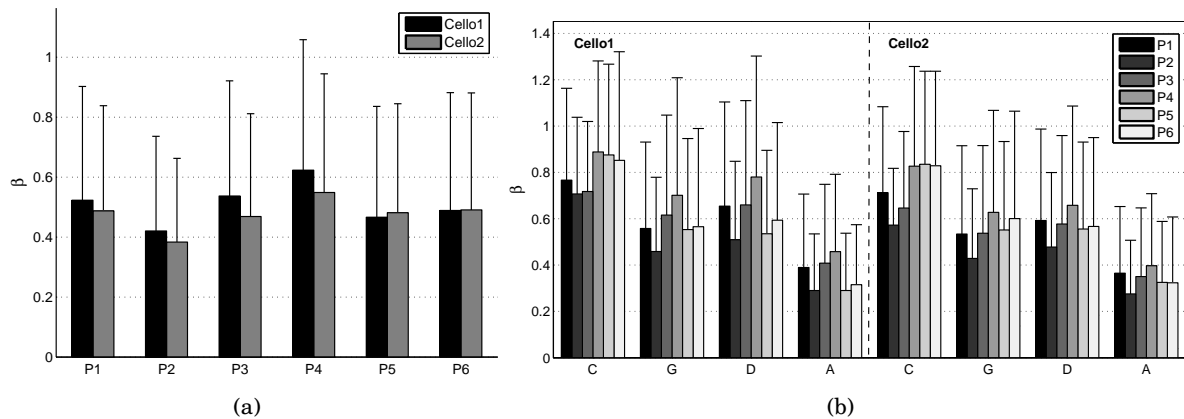 Cello1
Cello2
1
0.8
0.6
0.4
0.2
0
β
P1 P2 P3 P4 P5 P6
(a)
1.4
1.2
1
0.8
0.6
0.4
0.2
0
β
Cello1
Cello2
P1
P2
P3
P4
P5
P6
C G D A C G D A
(b)